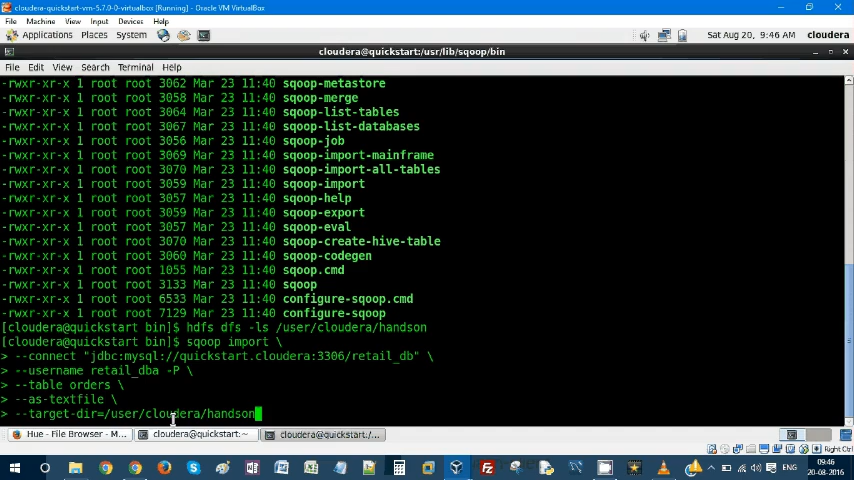 cloudera-quickstart-vm-5.7.0-0-virtualbox [Running] - Oracle VM VirtualBox
File Machine View Input Devices Help
Applications Places System Sat Aug 20, 9:46 AM cloudera
cloudera@quickstart:/usr/lib/sqoop/bin
File Edit View Search Terminal Help
-rwxr-xr-x 1 root root 3062 Mar 23 11:40 sqoop-metastore
-rwxr-xr-x 1 root root 3058 Mar 23 11:40 sqoop-merge
-rwxr-xr-x 1 root root 3064 Mar 23 11:40 sqoop-list-tables
-rwxr-xr-x 1 root root 3067 Mar 23 11:40 sqoop-list-databases
-rwxr-xr-x 1 root root 3056 Mar 23 11:40 sqoop-job
-rwxr-xr-x 1 root root 3069 Mar 23 11:40 sqoop-import-mainframe
-rwxr-xr-x 1 root root 3070 Mar 23 11:40 sqoop-import-all-tables
-rwxr-xr-x 1 root root 3059 Mar 23 11:40 sqoop-import
-rwxr-xr-x 1 root root 3057 Mar 23 11:40 sqoop-help
-rwxr-xr-x 1 root root 3059 Mar 23 11:40 sqoop-export
-rwxr-xr-x 1 root root 3057 Mar 23 11:40 sqoop-eval
-rwxr-xr-x 1 root root 3070 Mar 23 11:40 sqoop-create-hive-table
-rwxr-xr-x 1 root root 3060 Mar 23 11:40 sqoop-codegen
-rwxr-xr-x 1 root root 1055 Mar 23 11:40 sqoop.cmd
-rwxr-xr-x 1 root root 3133 Mar 23 11:40 sqoop
-rwxr-xr-x 1 root root 6533 Mar 23 11:40 configure-sqoop.cmd
-rwxr-xr-x 1 root root 7129 Mar 23 11:40 configure-sqoop
[cloudera@quickstart bin]$ hdfs dfs -ls /user/cloudera/handson
[cloudera@quickstart bin]$ sqoop import \
> --connect "jdbc:mysql://quickstart.cloudera:3306/retail_db" \
> --username retail_dba -P \
> --table orders \
> --as-textfile \
> --target-dir=/user/cloudera/handson
Hue - File Browser - M... cloudera@quickstart:~ cloudera@quickstart:/...
Right Ctrl
ENG 09:46
20-08-2016